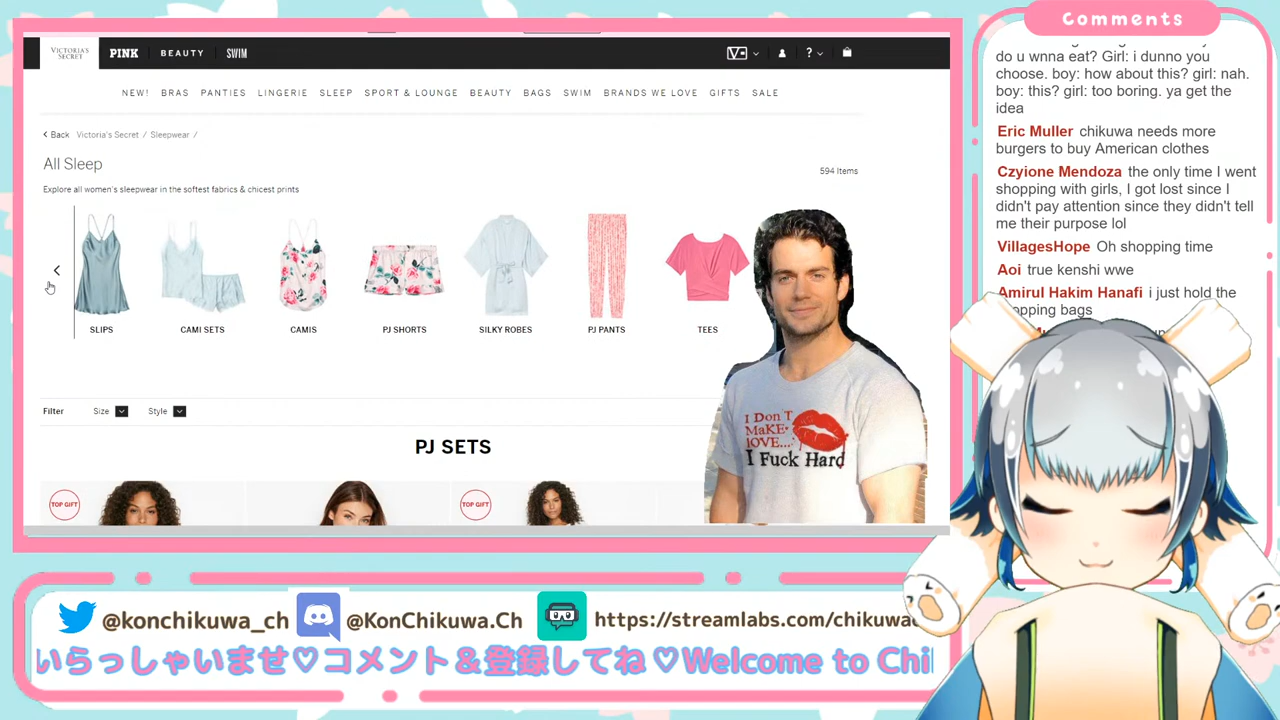 VICTORIA'S SECRET
PINK
BEAUTY
SWIM
?
NEW! BRAS PANTIES LINGERIE SLEEP SPORT & LOUNGE BEAUTY BAGS SWIM BRANDS WE LOVE GIFTS SALE
Back Victoria's Secret / Sleepwear /
All Sleep
594 Items
Explore all women's sleepwear in the softest fabrics & chicest prints
SLIPS CAMI SETS CAMIS PJ SHORTS SILKY ROBES PJ PANTS TEES
Filter Size Style
PJ SETS
TOP GIFT
TOP GIFT
I DON'T
MaKE
LOVE...
I Fuck Hard
Comments
do u wnna eat? Girl: i dunno you
choose. boy: how about this? girl: nah.
boy: this? girl: too boring. ya get the
idea
Eric Muller chikuwa needs more
burgers to buy American clothes
Czyione Mendoza the only time I went
shopping with girls, I got lost since I
didn't pay attention since they didn't tell
me their purpose lol
VillagesHope Oh shopping time
Aoi true kenshi wwe
Amirul Hakim Hanafi i just hold the
opping bags
@konchikuwa_ch @KonChikuwa.Ch https://streamlabs.com/chikuwa
いらっしゃいませ♡コメント＆登録してね♡Welcome to Chi